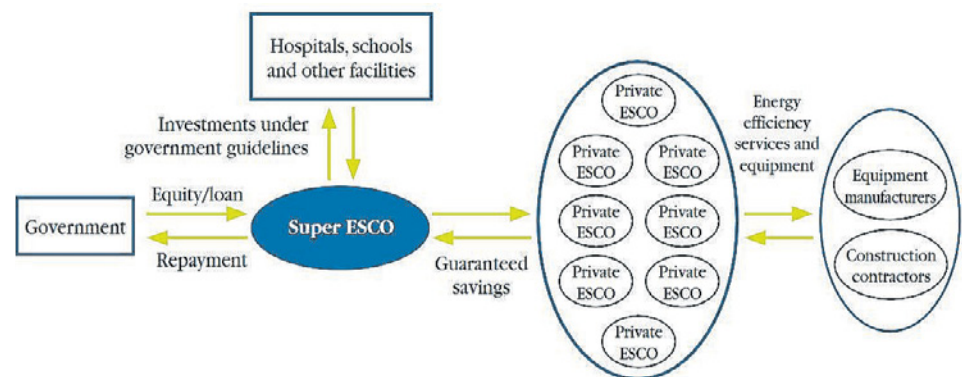 Hospitals, schools
and other facilities
Investments under
government guidelines
Government
Equity/loan
Repayment
Super ESCO
Guaranteed
savings
Private
ESCO
Private
ESCO
Private
ESCO
Private
ESCO
Private
ESCO
Private
ESCO
Private
ESCO
Private
ESCO
Energy
efficiency
services and
equipment
Equipment
manufacturers
Construction
contractors